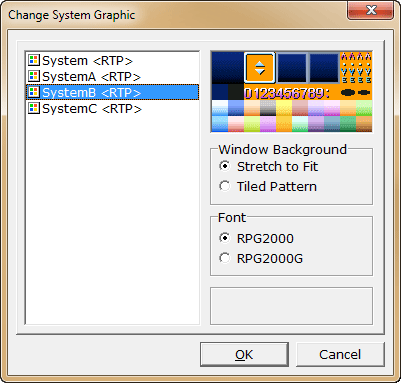 Change System Graphic
System <RTP>
SystemA <RTP>
SystemB <RTP>
SystemC <RTP>
0123456789:
Window Background
Stretch to Fit
Tiled Pattern
Font
RPG2000
RPG2000G
OK
Cancel